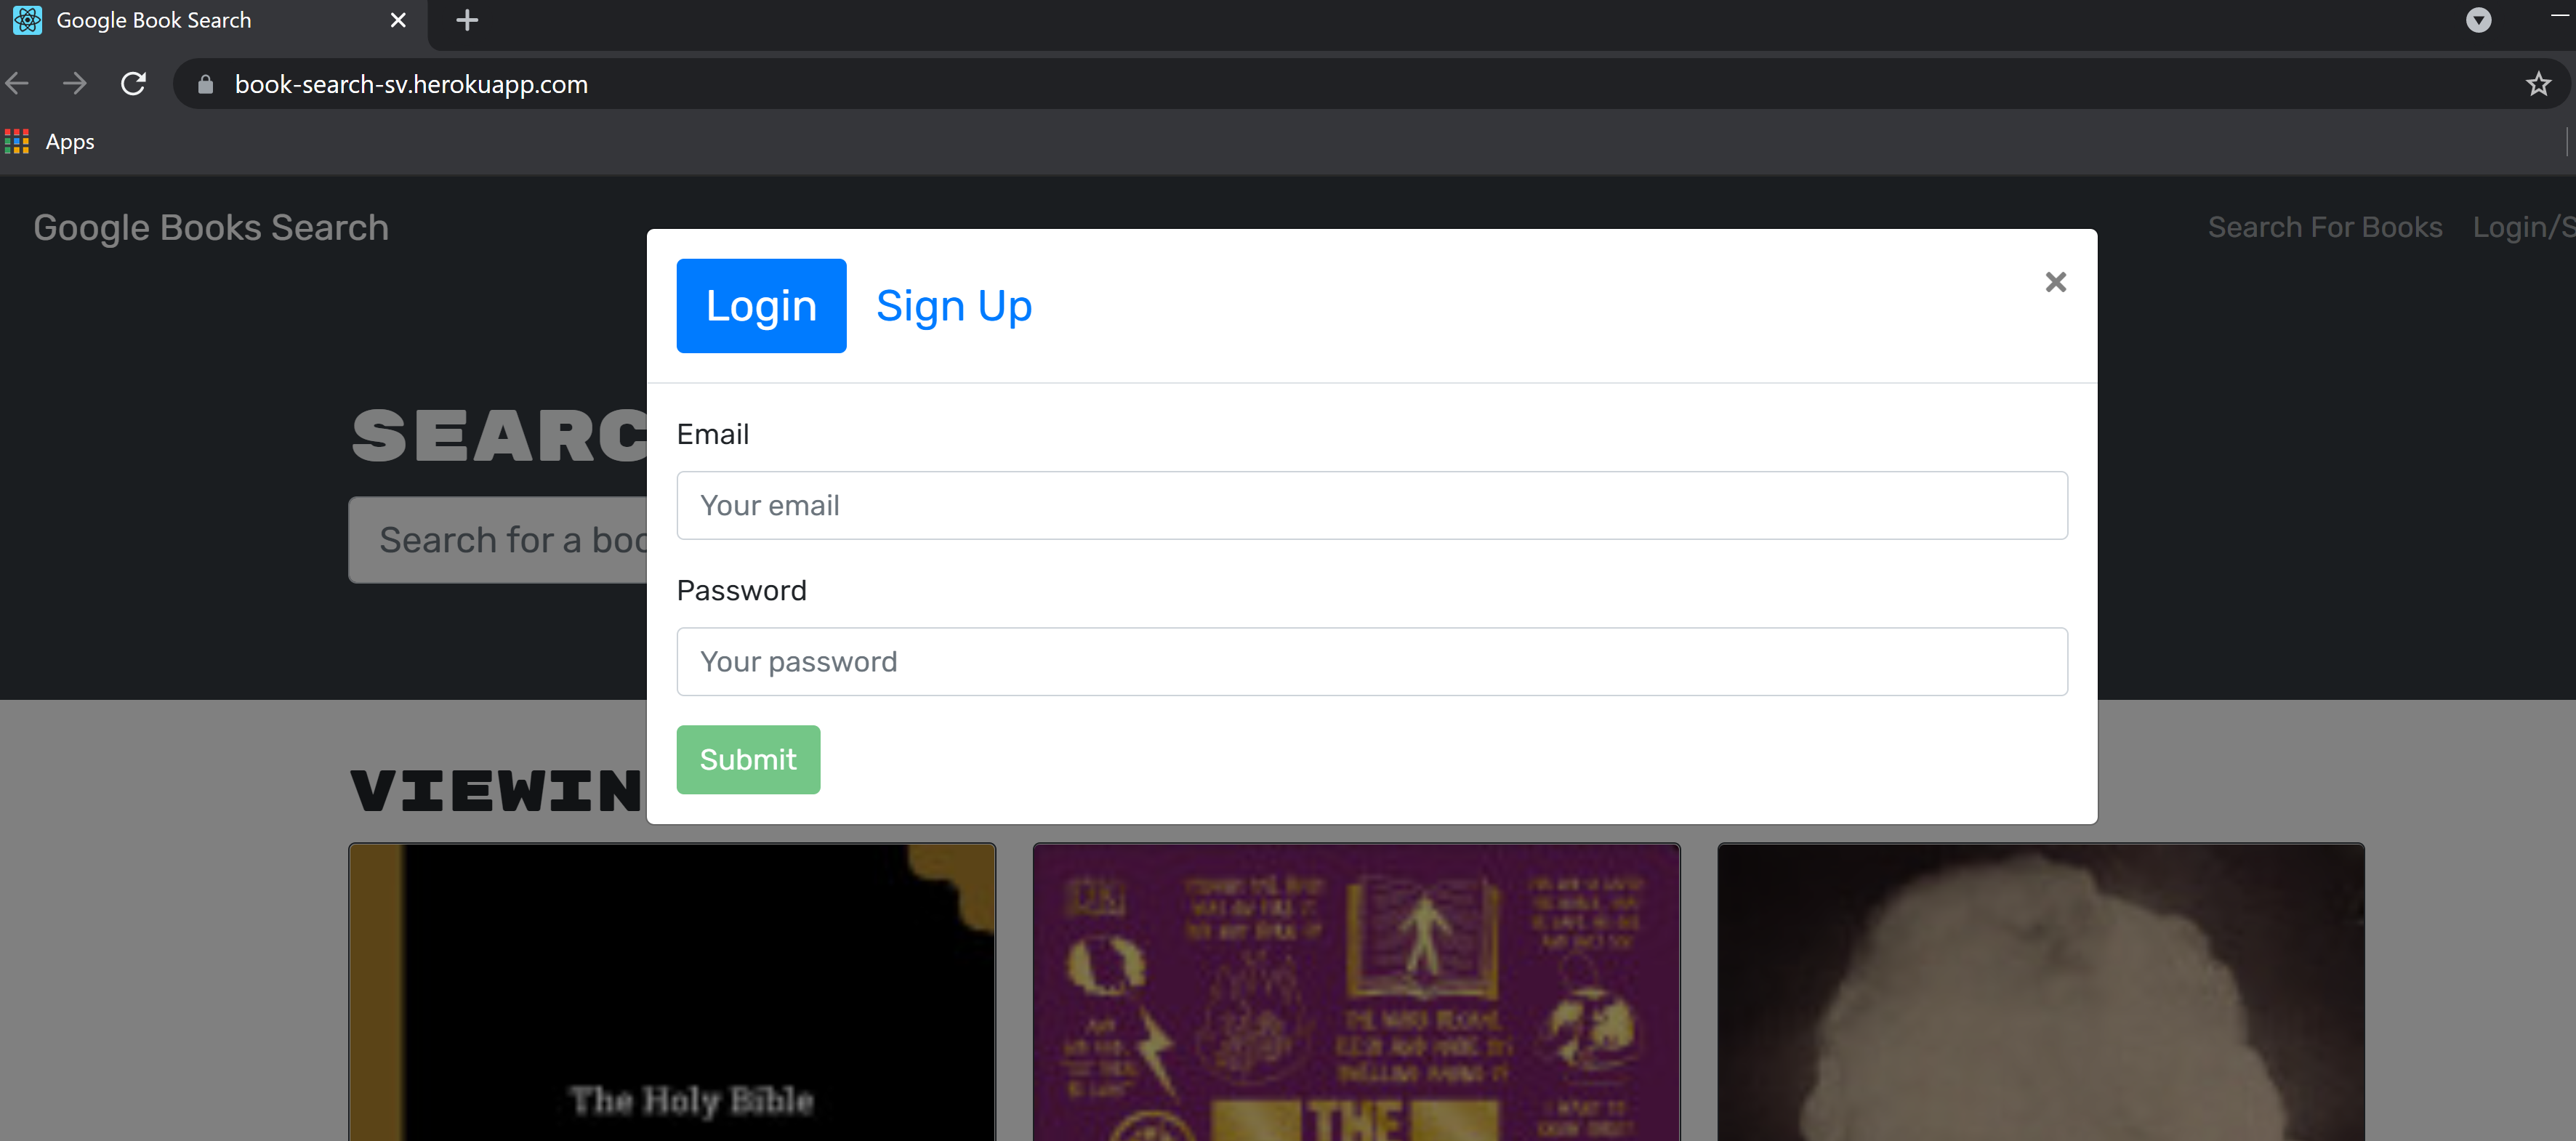 Google Book Search
book-search-sv.herokuapp.com
Apps
Google Books Search
Search For Books
Login/S
Login
Sign Up
SEARC
Email
Your email
Search for a boo
Password
Your password
Submit
VIEWIN
The Holy Bible
THE